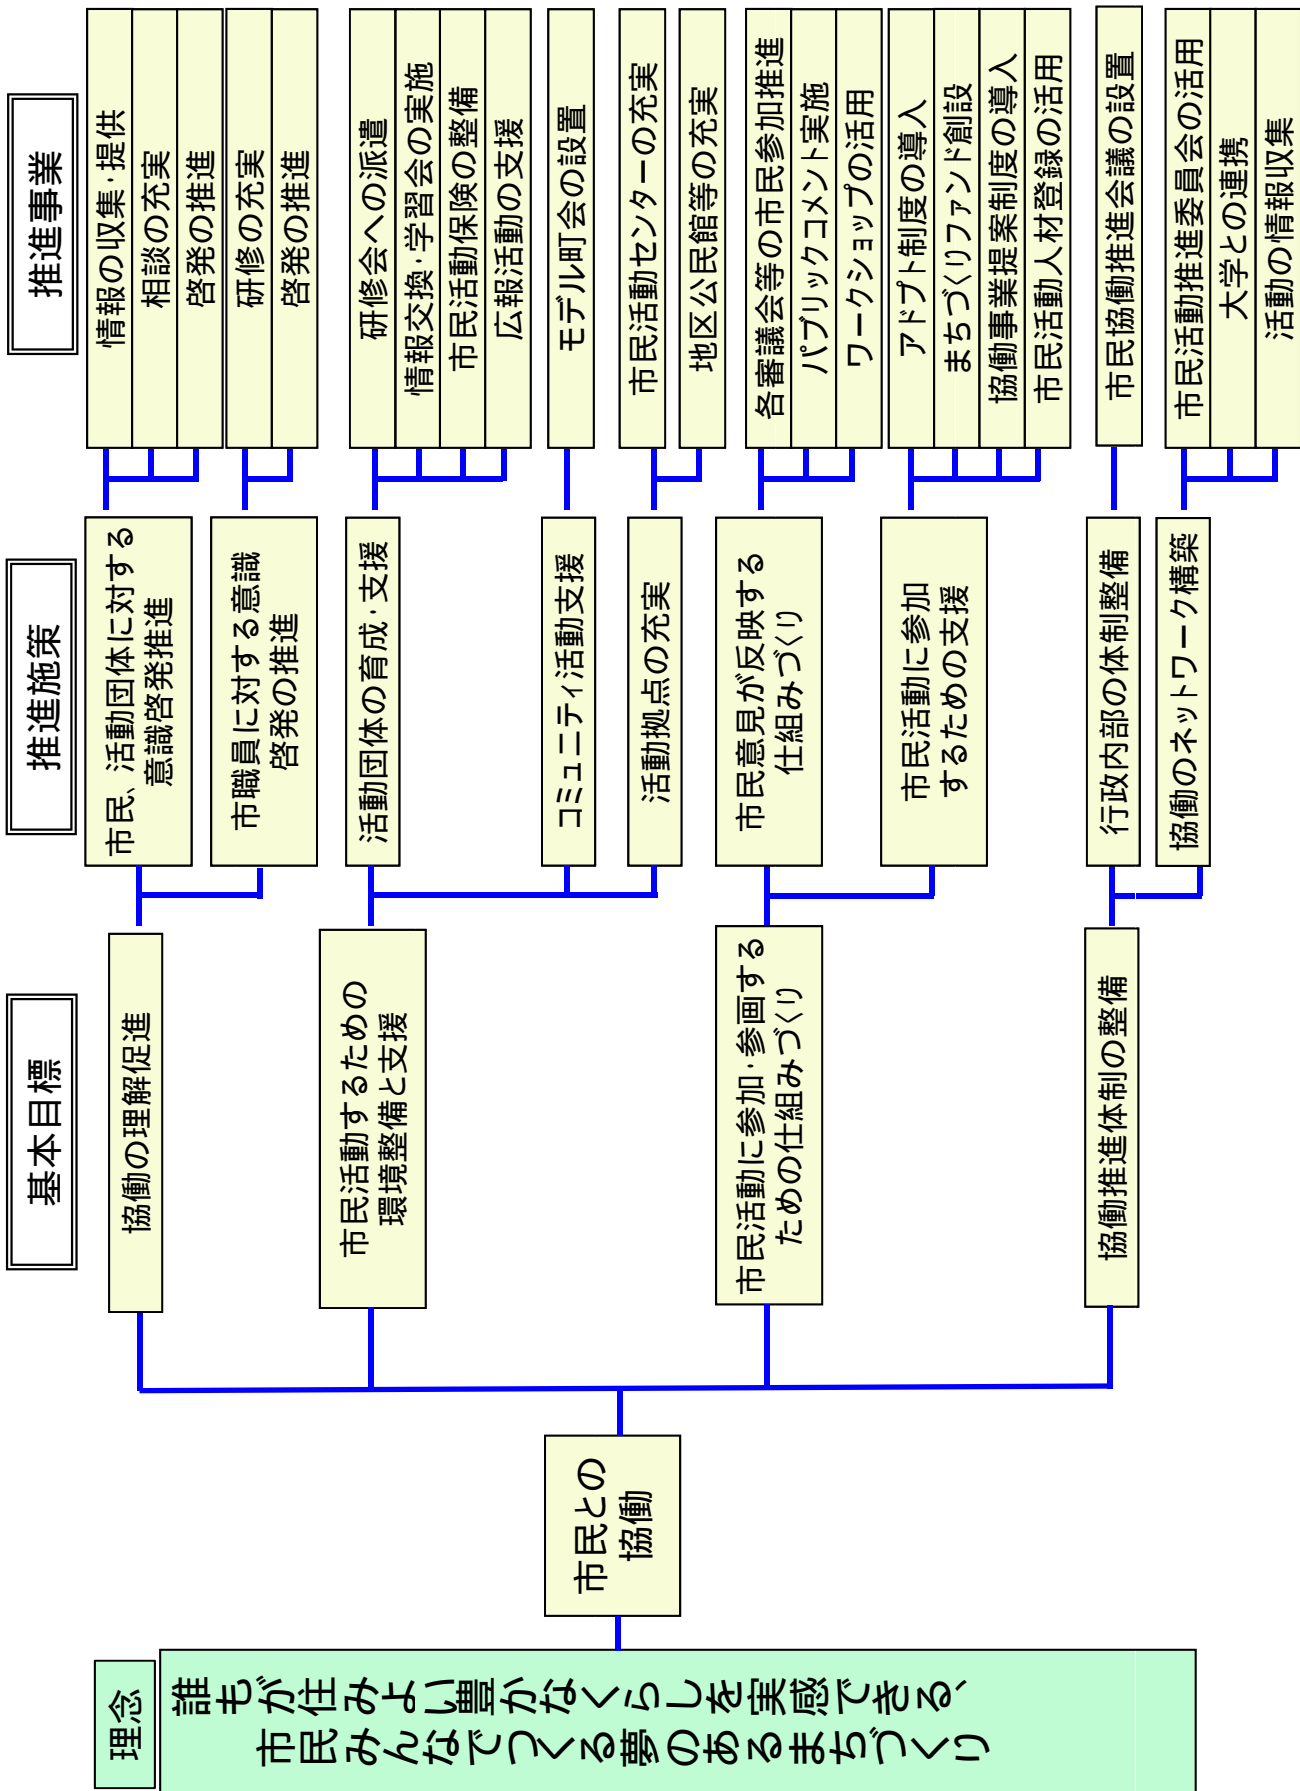 理念
誰もが住みよい豊かなくらしを実感できる、
市民みんなでつくる夢のあるまちづくり
市民との
協働
基本目標
協働の理解促進
市民活動するための
環境整備と支援
市民活動に参加・参画する
ための仕組みづくり
協働推進体制の整備
推進施策
市民、活動団体に対する
意識啓発推進
市職員に対する意識
啓発の推進
活動団体の育成・支援
コミュニティ活動支援
活動拠点の充実
市民意見が反映する
仕組みづくり
市民活動に参加
するための支援
行政内部の体制整備
協働のネットワーク構築
推進事業
情報の収集・提供
相談の充実
啓発の推進
研修の充実
啓発の推進
研修会への派遣
情報交換・学習会の実施
市民活動保険の整備
広報活動の支援
モデル町会の設置
市民活動センターの充実
地区公民館等の充実
各審議会等の市民参加推進
パブリックコメント実施
ワークショップの活用
アドプト制度の導入
まちづくりファンド創設
協働事業提案制度の導入
市民活動人材登録の活用
市民協働推進会議の設置
市民活動推進委員会の活用
大学との連携
活動の情報収集